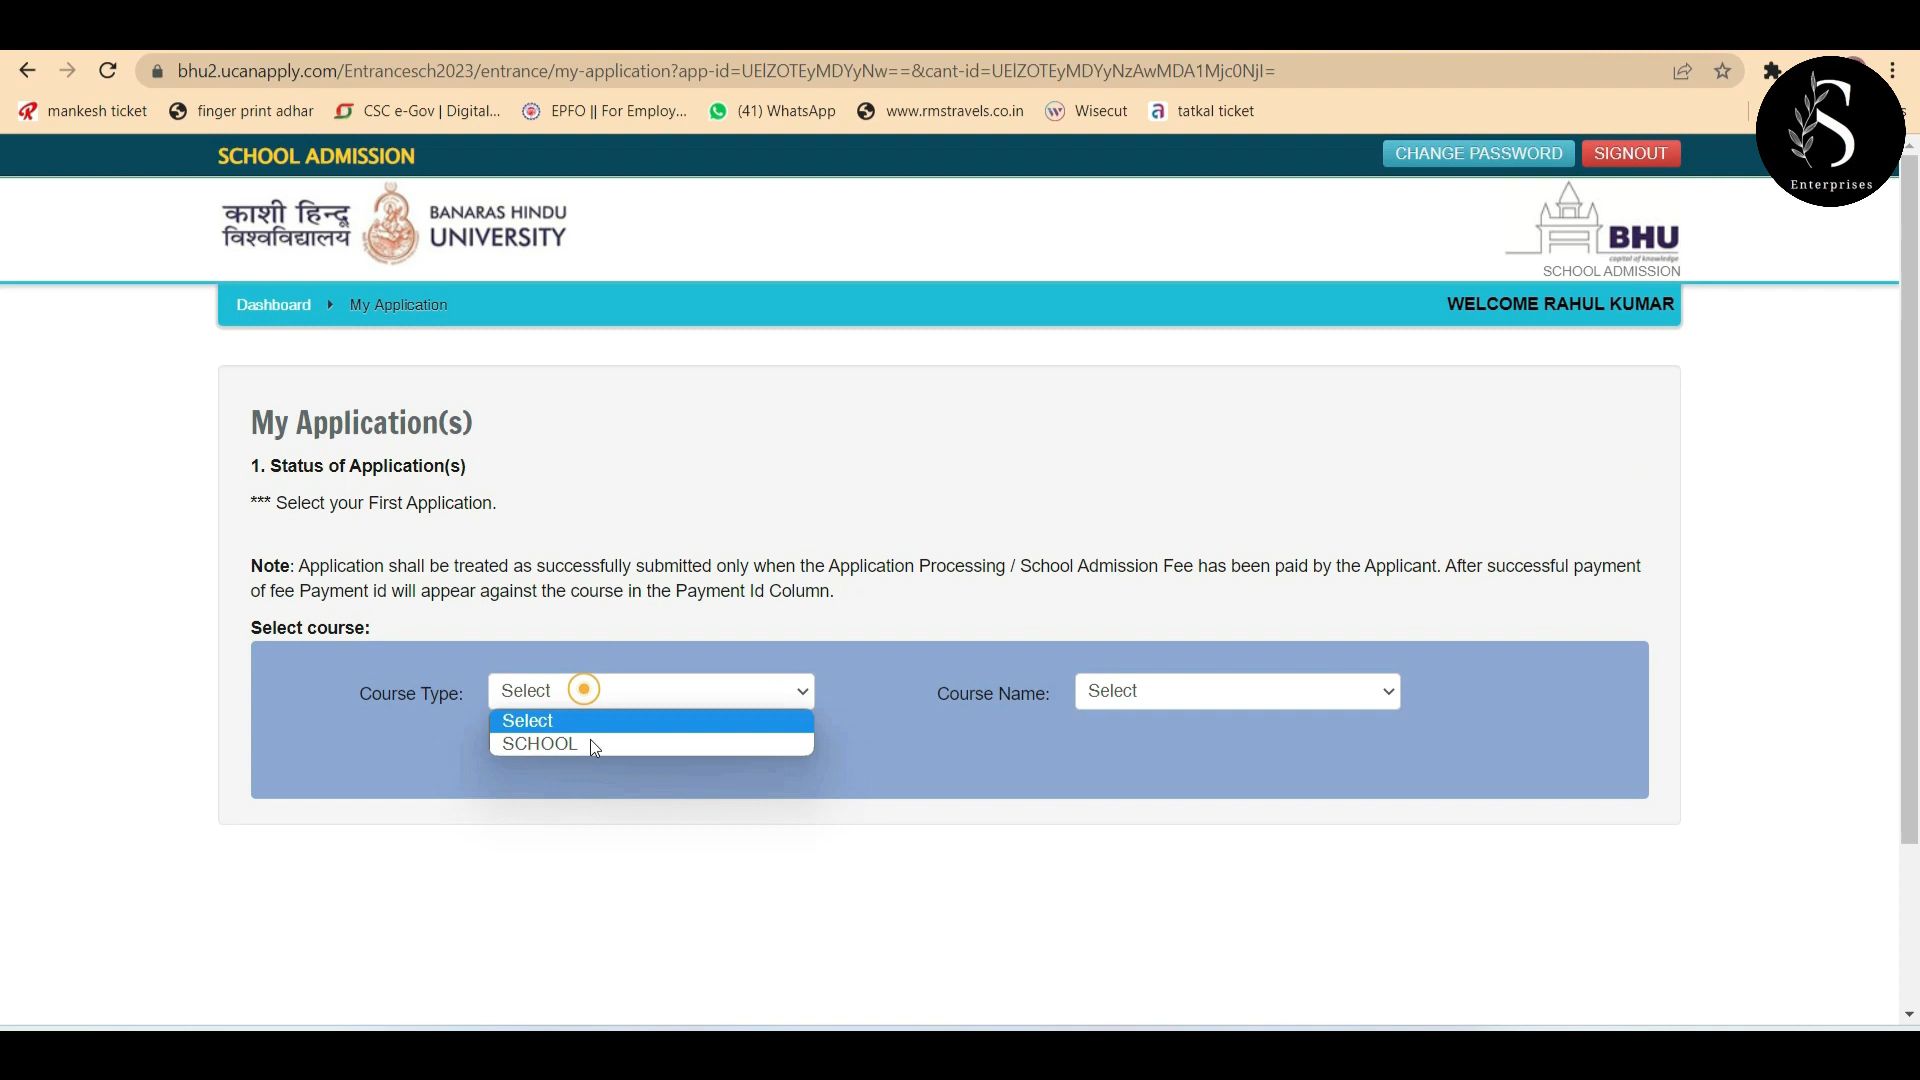 bhu2.ucanapply.com/Entrancesch2023/entrance/my-application?app-id=UElZOTEyMDYyNw==&cant-id=UElZOTEyMDYyNzAwMDA1Mjc0NjI=
mankesh ticket finger print adhar CSC e-Gov | Digital... EPFO || For Employ... (41) WhatsApp www.rmstravels.co.in Wisecut tatkal ticket
S
Enterprises
SCHOOL ADMISSION CHANGE PASSWORD SIGNOUT
काशी हिन्दू
विश्वविद्यालय
BANARAS HINDU
UNIVERSITY
BHU
capital of knowledge
SCHOOL ADMISSION
Dashboard My Application WELCOME RAHUL KUMAR
My Application(s)
1. Status of Application(s)
*** Select your First Application.
Note: Application shall be treated as successfully submitted only when the Application Processing / School Admission Fee has been paid by the Applicant. After successful payment
of fee Payment id will appear against the course in the Payment Id Column.
Select course:
Course Type: Select Course Name: Select
Select
SCHOOL